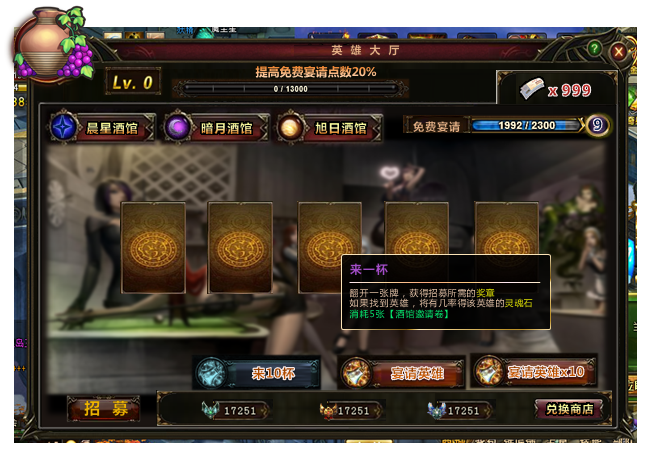 英雄大厅
?
X
Lv. 0
提高免费宴请点数20%
0 / 13000
x 999
晨星酒馆
暗月酒馆
旭日酒馆
免费宴请
1992 / 2300
9
来一杯
翻开一张牌，获得招募所需的奖章
如果找到英雄，将有几率得该英雄的灵魂石
消耗5张【酒馆邀请卷】
来10杯
宴请英雄
宴请英雄x10
招募
17251
17251
17251
兑换商店